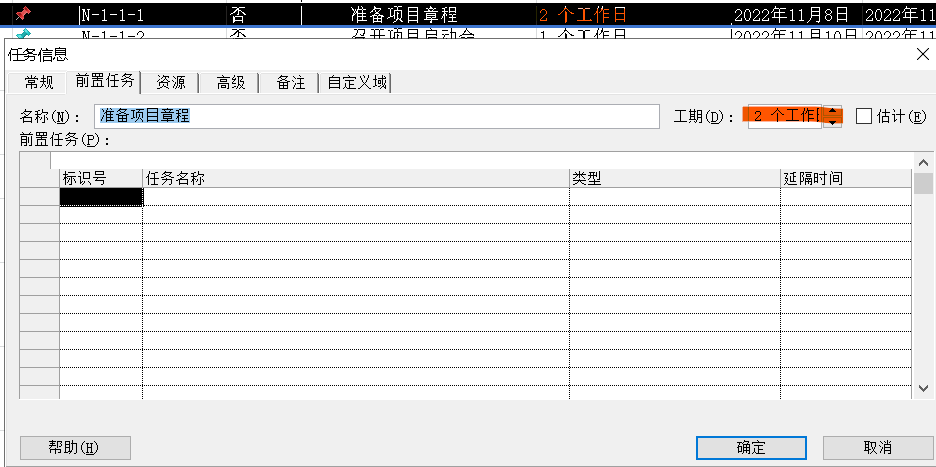 N-1-1-1 否 准备项目章程 2 个工作日 2022年11月8日 2022年11
N-1-1-2 否 召开项目启动会 1 个工作日 2022年11月10日 2022年11
任务信息
常规 前置任务 资源 高级 备注 自定义域
名称(N)： 准备项目章程 工期(D)： 2 个工作日 估计(E)
前置任务(P)：
标识号 任务名称 类型 延隔时间
帮助(H) 确定 取消